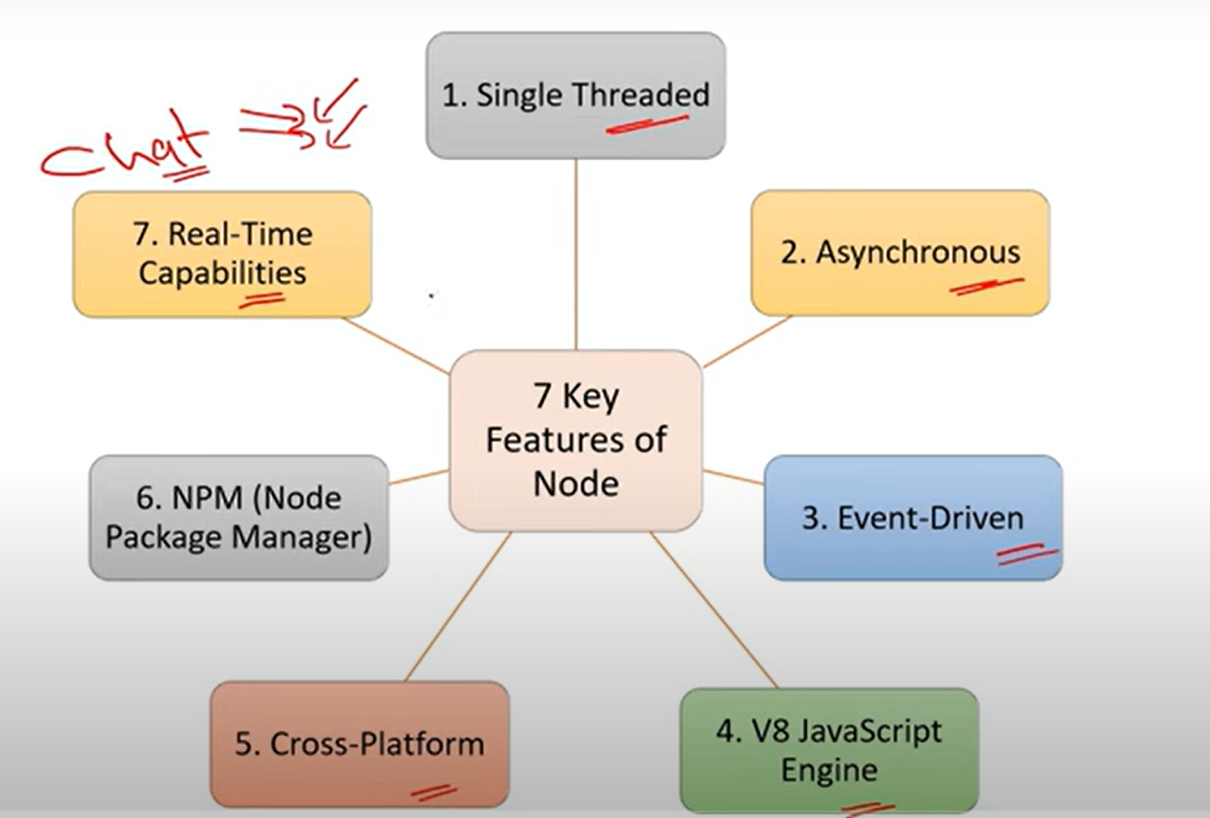 1. Single Threaded
Chat
7. Real-Time
Capabilities
2. Asynchronous
7 Key
Features of
Node
6. NPM (Node
Package Manager)
3. Event-Driven
5. Cross-Platform
4. V8 JavaScript
Engine